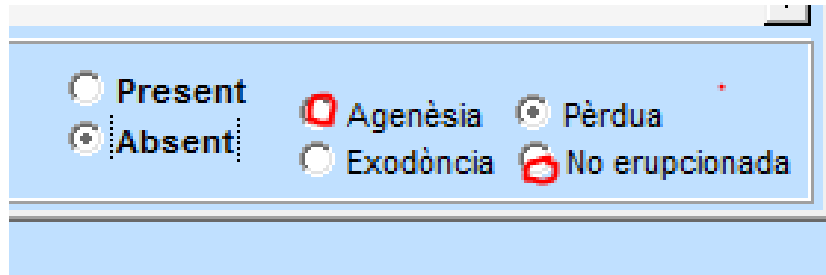 Present
Absent
Agenèsia Pèrdua
Exodòncia No erupcionada